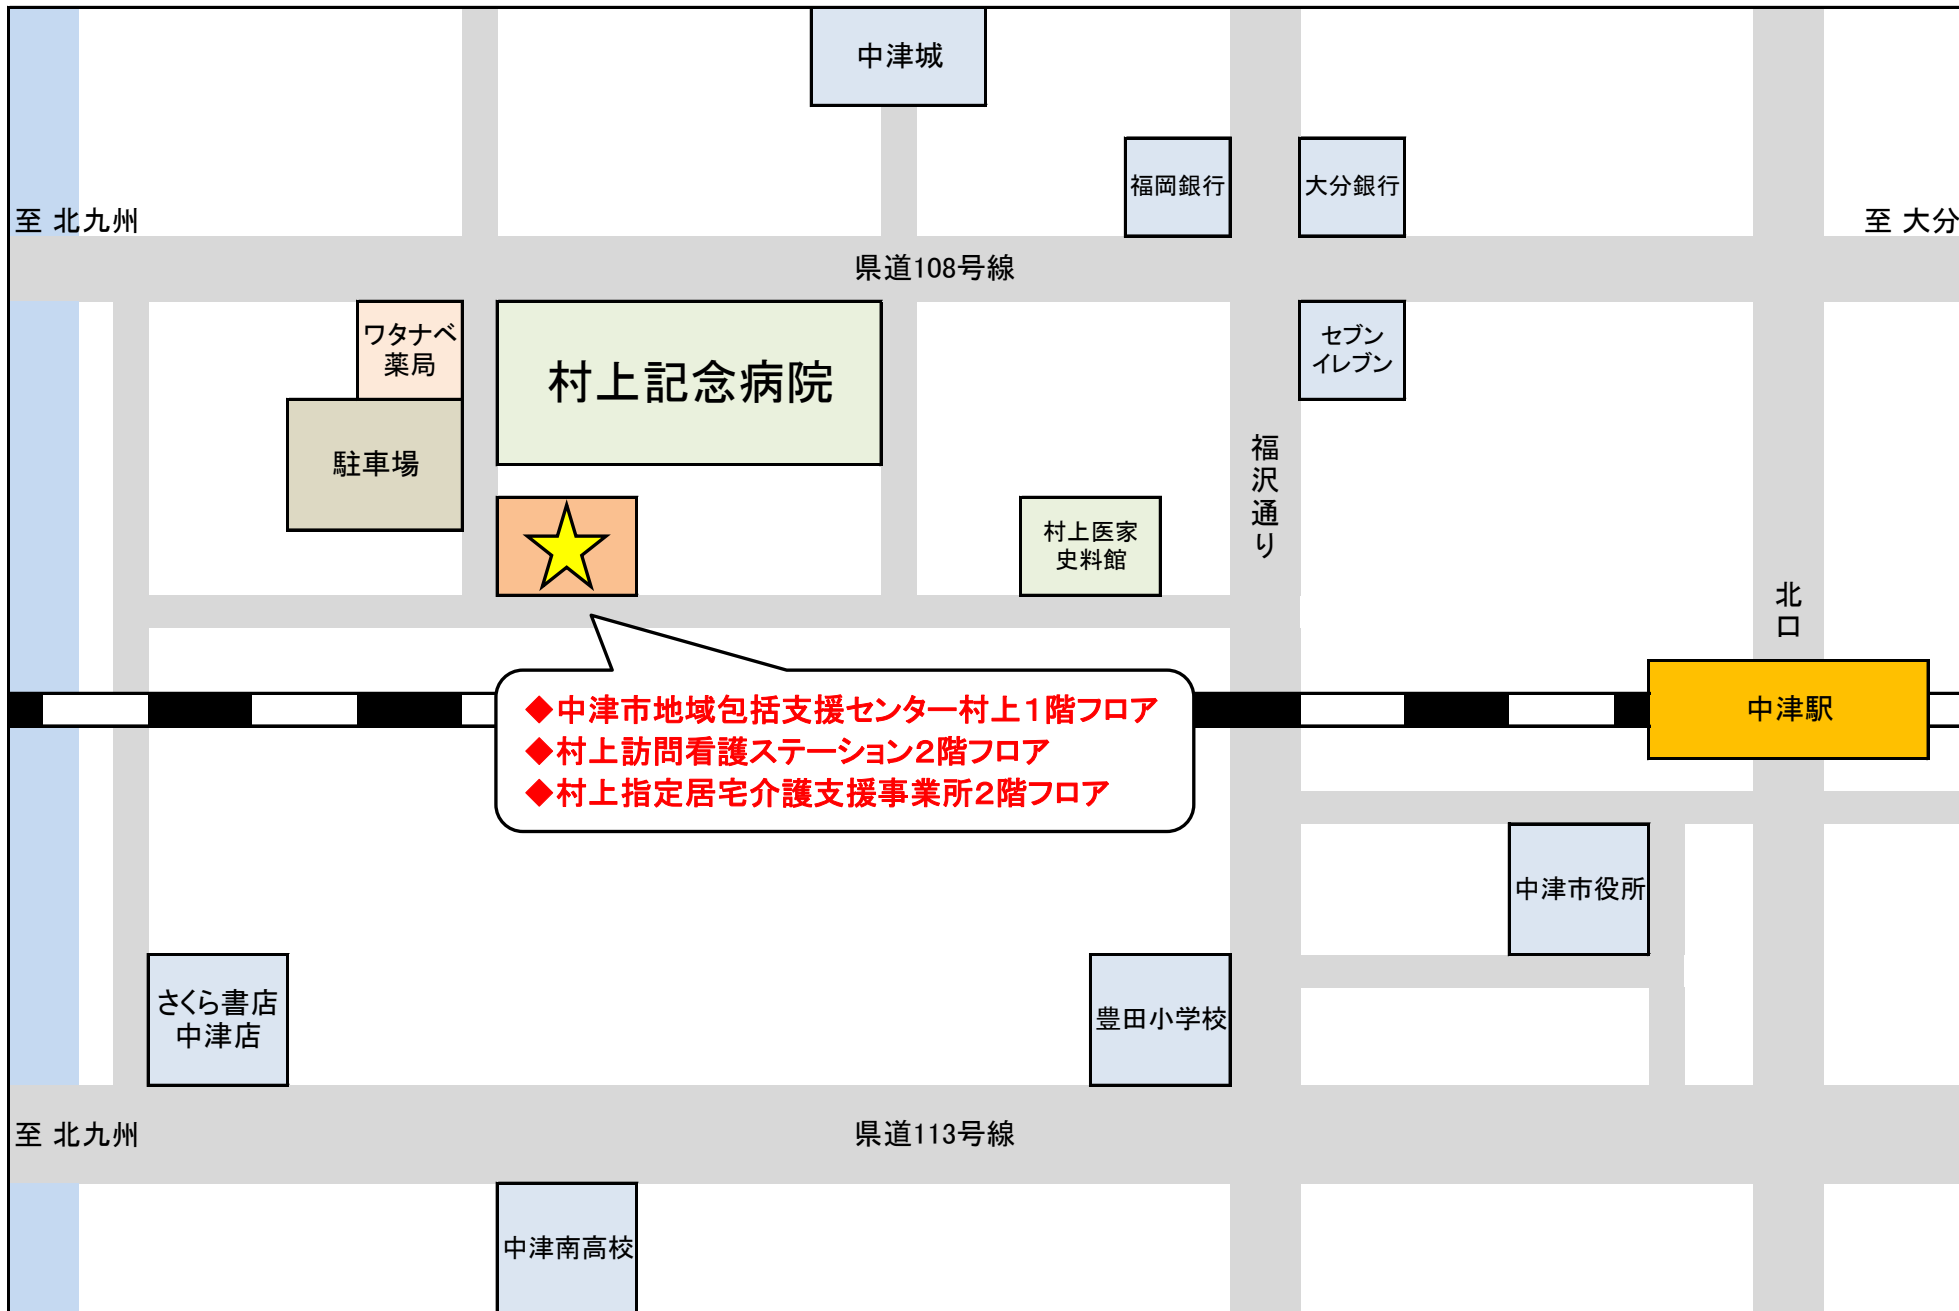 中津城
福岡銀行
大分銀行
至 北九州
至 大分
県道108号線
ワタナベ
薬局
村上記念病院
セブン
イレブン
駐車場
福沢通り
村上医家
史料館
北口
◆中津市地域包括支援センター村上1階フロア
◆村上訪問看護ステーション2階フロア
◆村上指定居宅介護支援事業所2階フロア
中津駅
中津市役所
さくら書店
中津店
豊田小学校
至 北九州
県道113号線
中津南高校